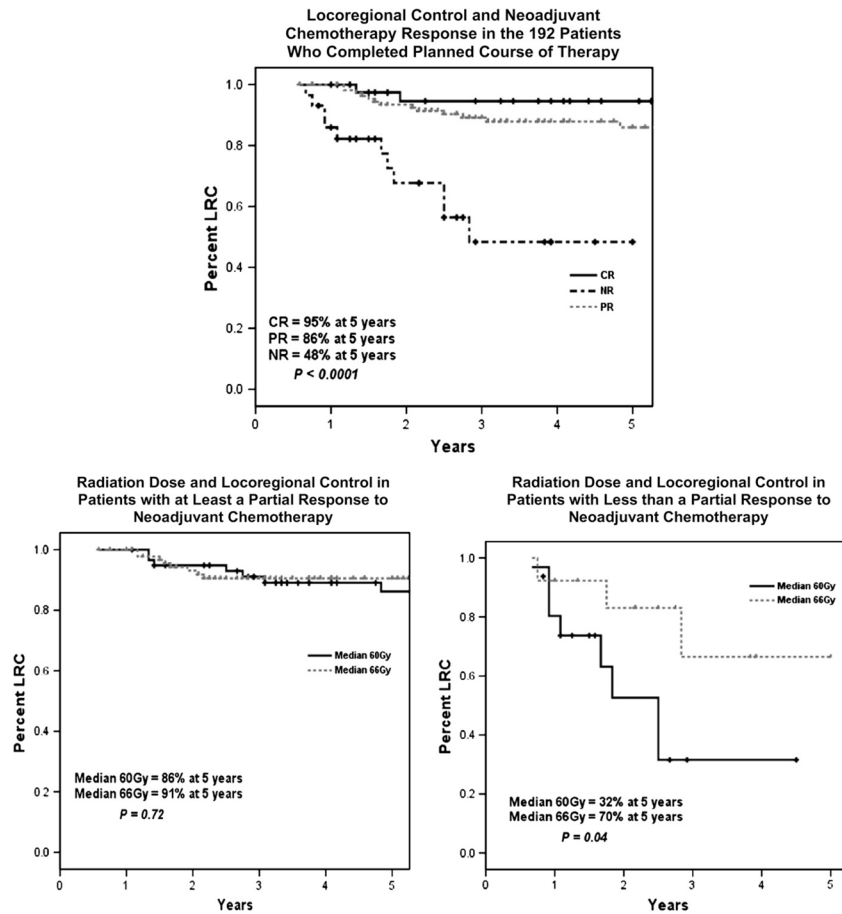 Locoregional Control and Neoadjuvant
Chemotherapy Response in the 192 Patients
Who Completed Planned Course of Therapy
Percent LRC
1.0
0.8
0.6
0.4
0.2
0.0
CR
NR
PR
CR = 95% at 5 years
PR = 86% at 5 years
NR = 48% at 5 years
P < 0.0001
0 1 2 3 4 5
Years
Radiation Dose and Locoregional Control in
Patients with at Least a Partial Response to
Neoadjuvant Chemotherapy
Percent LRC
1.0
0.8
0.6
0.4
0.2
0.0
Median 60Gy
Median 66Gy
Median 60Gy = 86% at 5 years
Median 66Gy = 91% at 5 years
P = 0.72
0 1 2 3 4 5
Years
Radiation Dose and Locoregional Control in
Patients with Less than a Partial Response to
Neoadjuvant Chemotherapy
Percent LRC
1.0
0.8
0.6
0.4
0.2
0.0
Median 60Gy
Median 66Gy
Median 60Gy = 32% at 5 years
Median 66Gy = 70% at 5 years
P = 0.04
0 1 2 3 4 5
Years